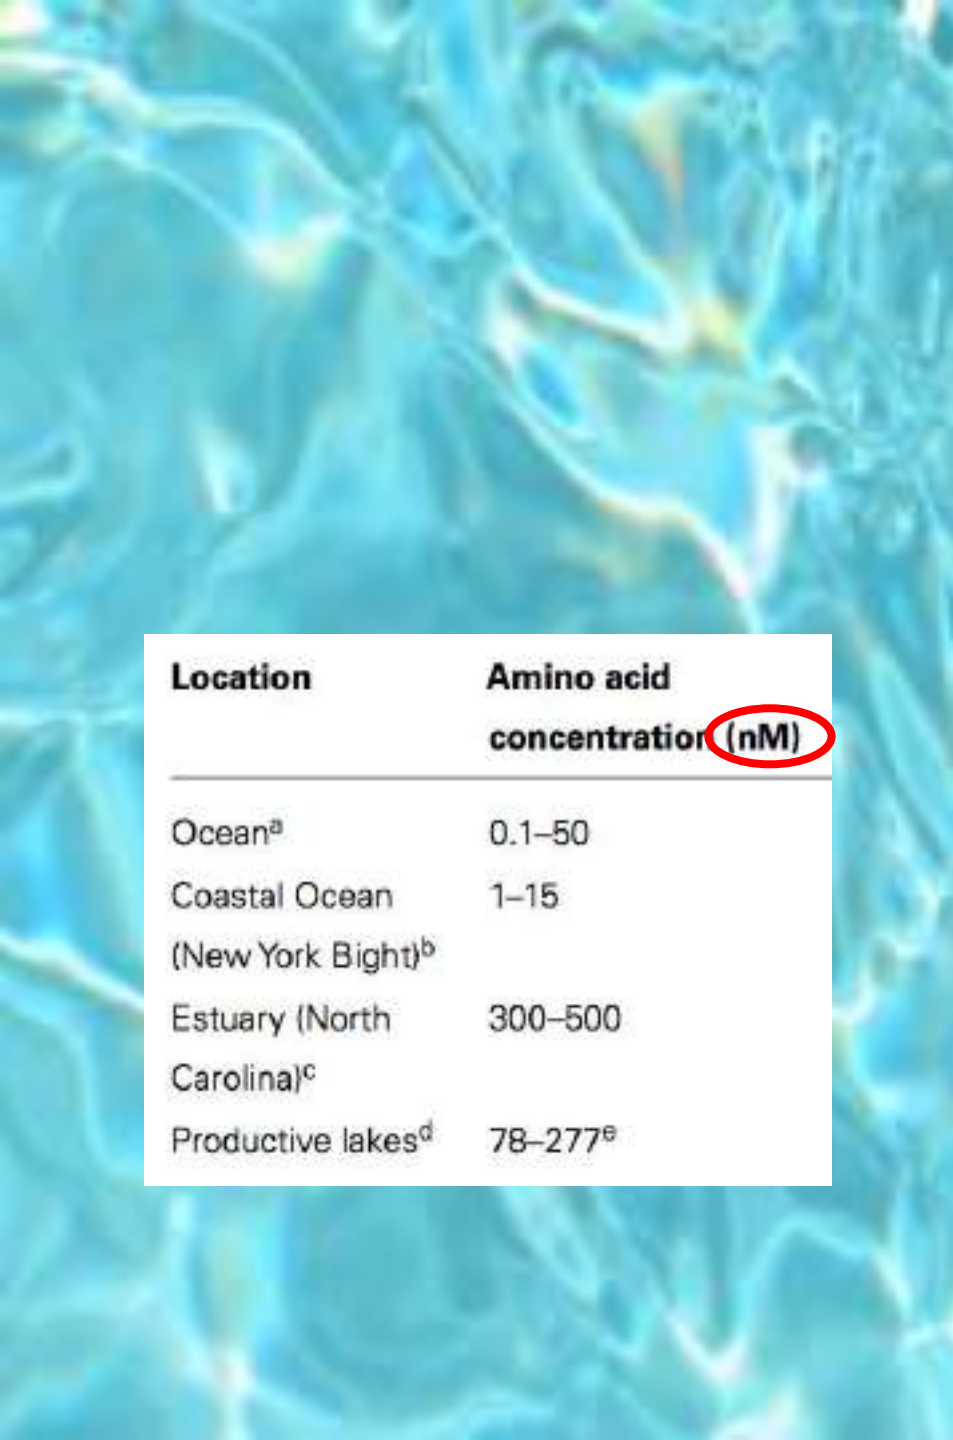 Location Amino acid
concentration (nM)
Oceanᵃ 0.1–50
Coastal Ocean 1–15
(New York Bight)ᵇ
Estuary (North 300–500
Carolina)ᶜ
Productive lakesᵈ 78–277ᵉ